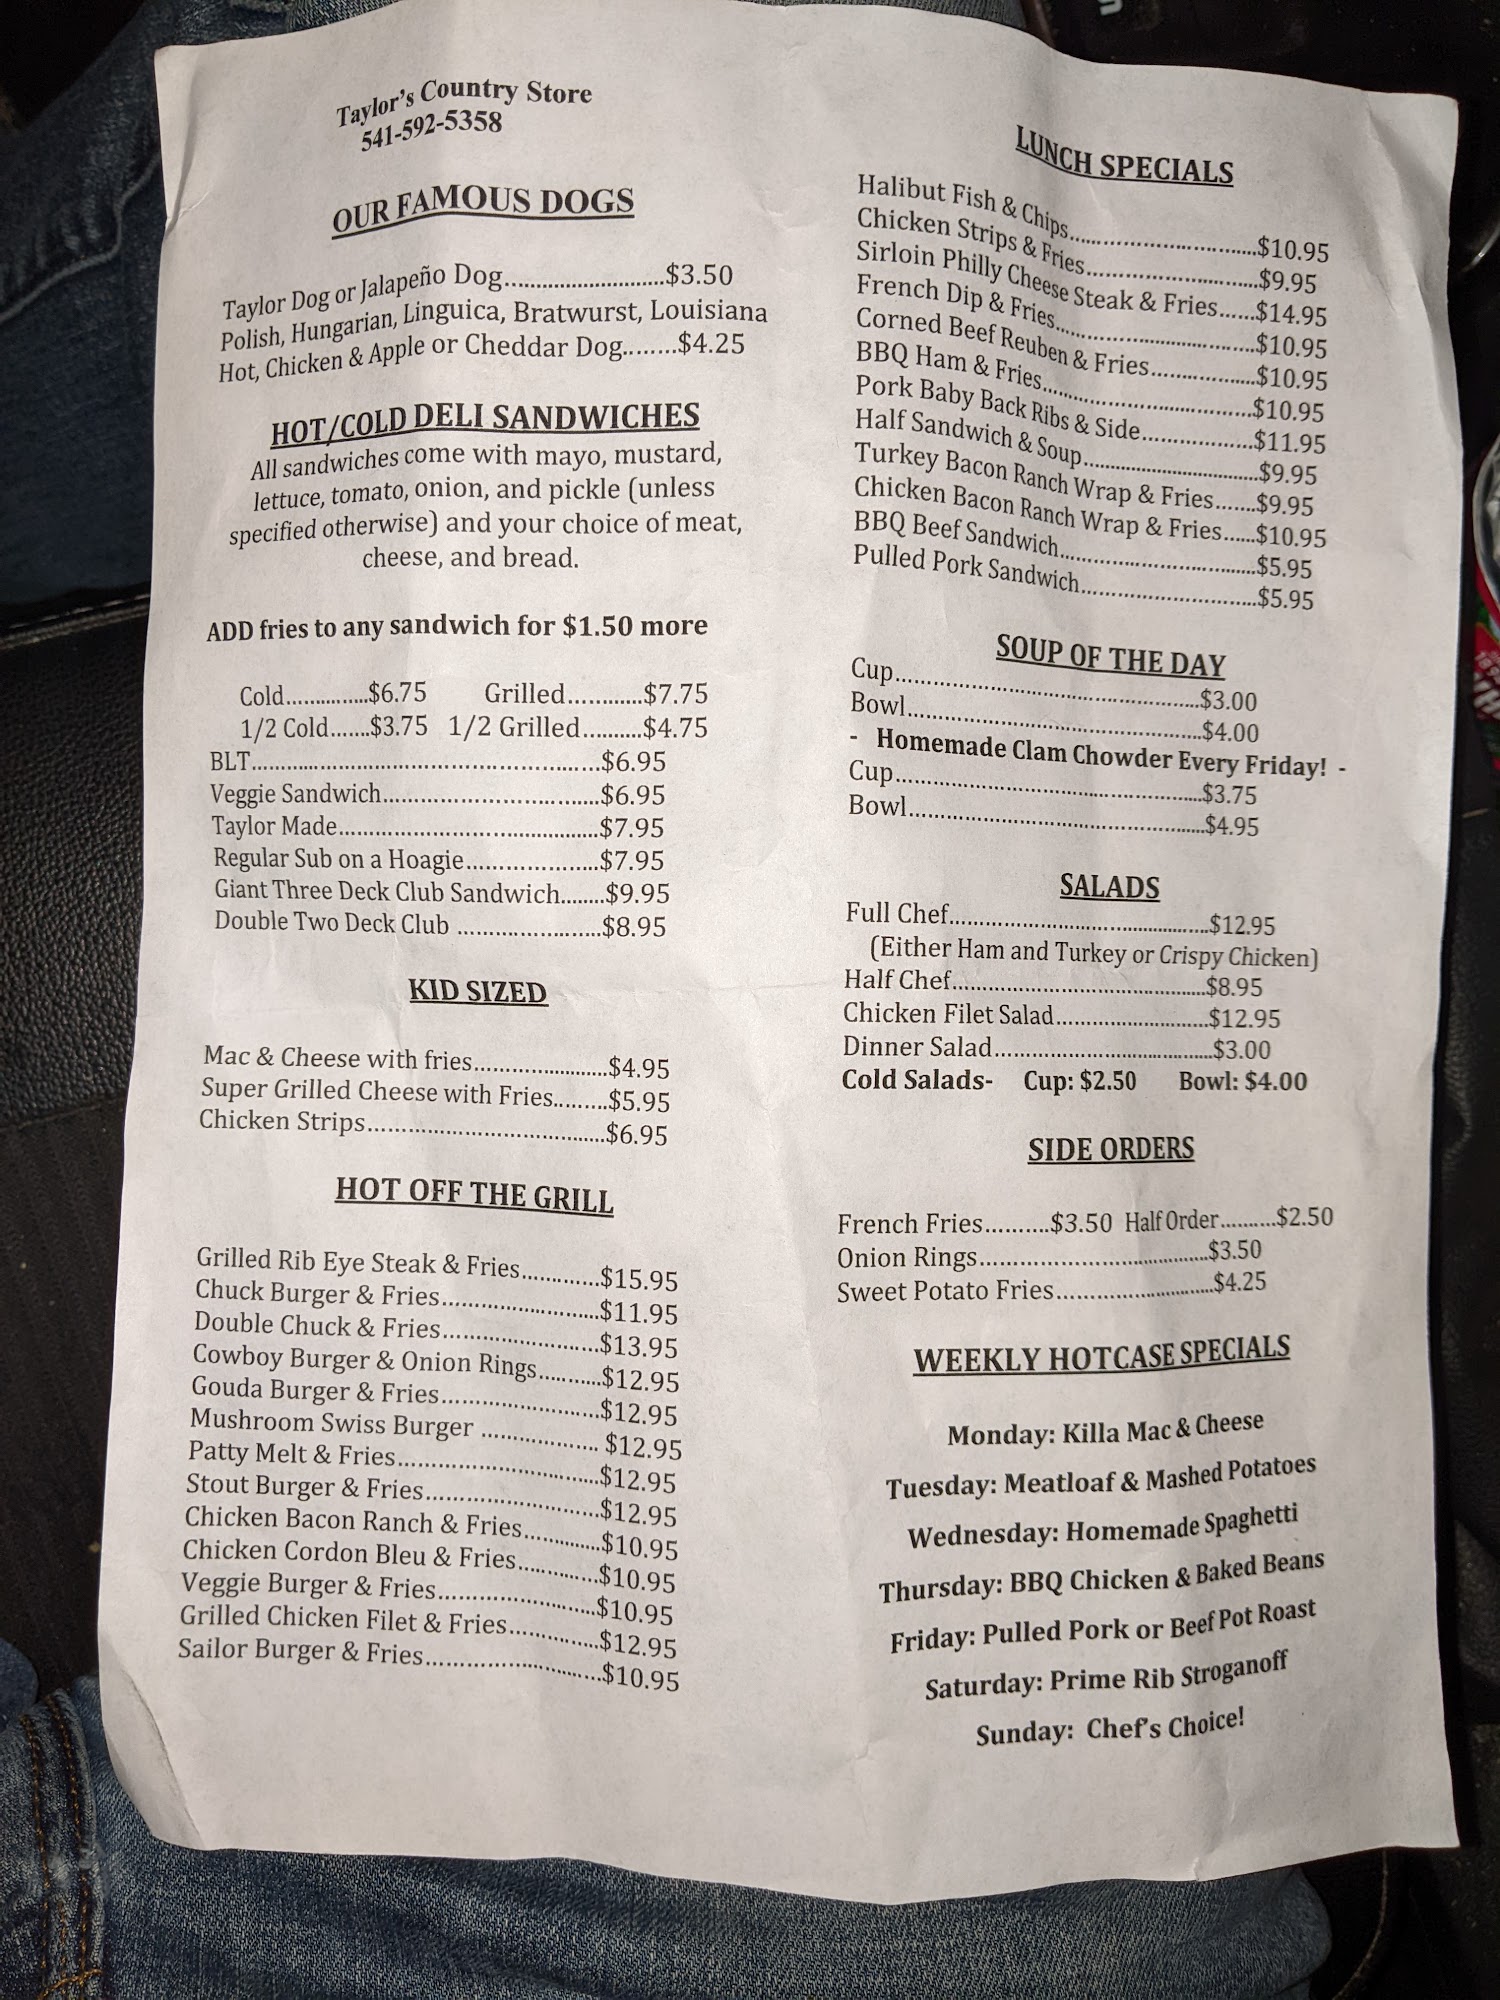 Taylor's Country Store
541-592-5358
OUR FAMOUS DOGS
Taylor Dog or Jalapeño Dog...........................$3.50
Polish, Hungarian, Linguica, Bratwurst, Louisiana
Hot, Chicken & Apple or Cheddar Dog.........$4.25
HOT/COLD DELI SANDWICHES
All sandwiches come with mayo, mustard,
lettuce, tomato, onion, and pickle (unless
specified otherwise) and your choice of meat,
cheese, and bread.
ADD fries to any sandwich for $1.50 more
Cold..............$6.75 Grilled............$7.75
1/2 Cold.......$3.75 1/2 Grilled..........$4.75
BLT..........................................................$6.95
Veggie Sandwich....................................$6.95
Taylor Made...........................................$7.95
Regular Sub on a Hoagie......................$7.95
Giant Three Deck Club Sandwich........$9.95
Double Two Deck Club ........................$8.95
KID SIZED
Mac & Cheese with fries.......................$4.95
Super Grilled Cheese with Fries.........$5.95
Chicken Strips........................................$6.95
HOT OFF THE GRILL
Grilled Rib Eye Steak & Fries.............$15.95
Chuck Burger & Fries...........................$11.95
Double Chuck & Fries...........................$13.95
Cowboy Burger & Onion Rings...........$12.95
Gouda Burger & Fries...........................$12.95
Mushroom Swiss Burger .................... $12.95
Patty Melt & Fries..................................$12.95
Stout Burger & Fries.............................$12.95
Chicken Bacon Ranch & Fries.............$10.95
Chicken Cordon Bleu & Fries..............$10.95
Veggie Burger & Fries...........................$10.95
Grilled Chicken Filet & Fries...............$12.95
Sailor Burger & Fries.............................$10.95
LUNCH SPECIALS
Halibut Fish & Chips................................$10.95
Chicken Strips & Fries.............................$9.95
Sirloin Philly Cheese Steak & Fries......$14.95
French Dip & Fries..................................$10.95
Corned Beef Reuben & Fries..................$10.95
BBQ Ham & Fries....................................$10.95
Pork Baby Back Ribs & Side...................$11.95
Half Sandwich & Soup.............................$9.95
Turkey Bacon Ranch Wrap & Fries.......$9.95
Chicken Bacon Ranch Wrap & Fries......$10.95
BBQ Beef Sandwich.................................$5.95
Pulled Pork Sandwich..............................$5.95
SOUP OF THE DAY
Cup...................................................$3.00
Bowl.................................................$4.00
- Homemade Clam Chowder Every Friday! -
Cup...................................................$3.75
Bowl.................................................$4.95
SALADS
Full Chef...........................................$12.95
(Either Ham and Turkey or Crispy Chicken)
Half Chef..........................................$8.95
Chicken Filet Salad..........................$12.95
Dinner Salad.....................................$3.00
Cold Salads- Cup: $2.50 Bowl: $4.00
SIDE ORDERS
French Fries..........$3.50 Half Order..........$2.50
Onion Rings......................................$3.50
Sweet Potato Fries..........................$4.25
WEEKLY HOTCASE SPECIALS
Monday: Killa Mac & Cheese
Tuesday: Meatloaf & Mashed Potatoes
Wednesday: Homemade Spaghetti
Thursday: BBQ Chicken & Baked Beans
Friday: Pulled Pork or Beef Pot Roast
Saturday: Prime Rib Stroganoff
Sunday: Chef's Choice!